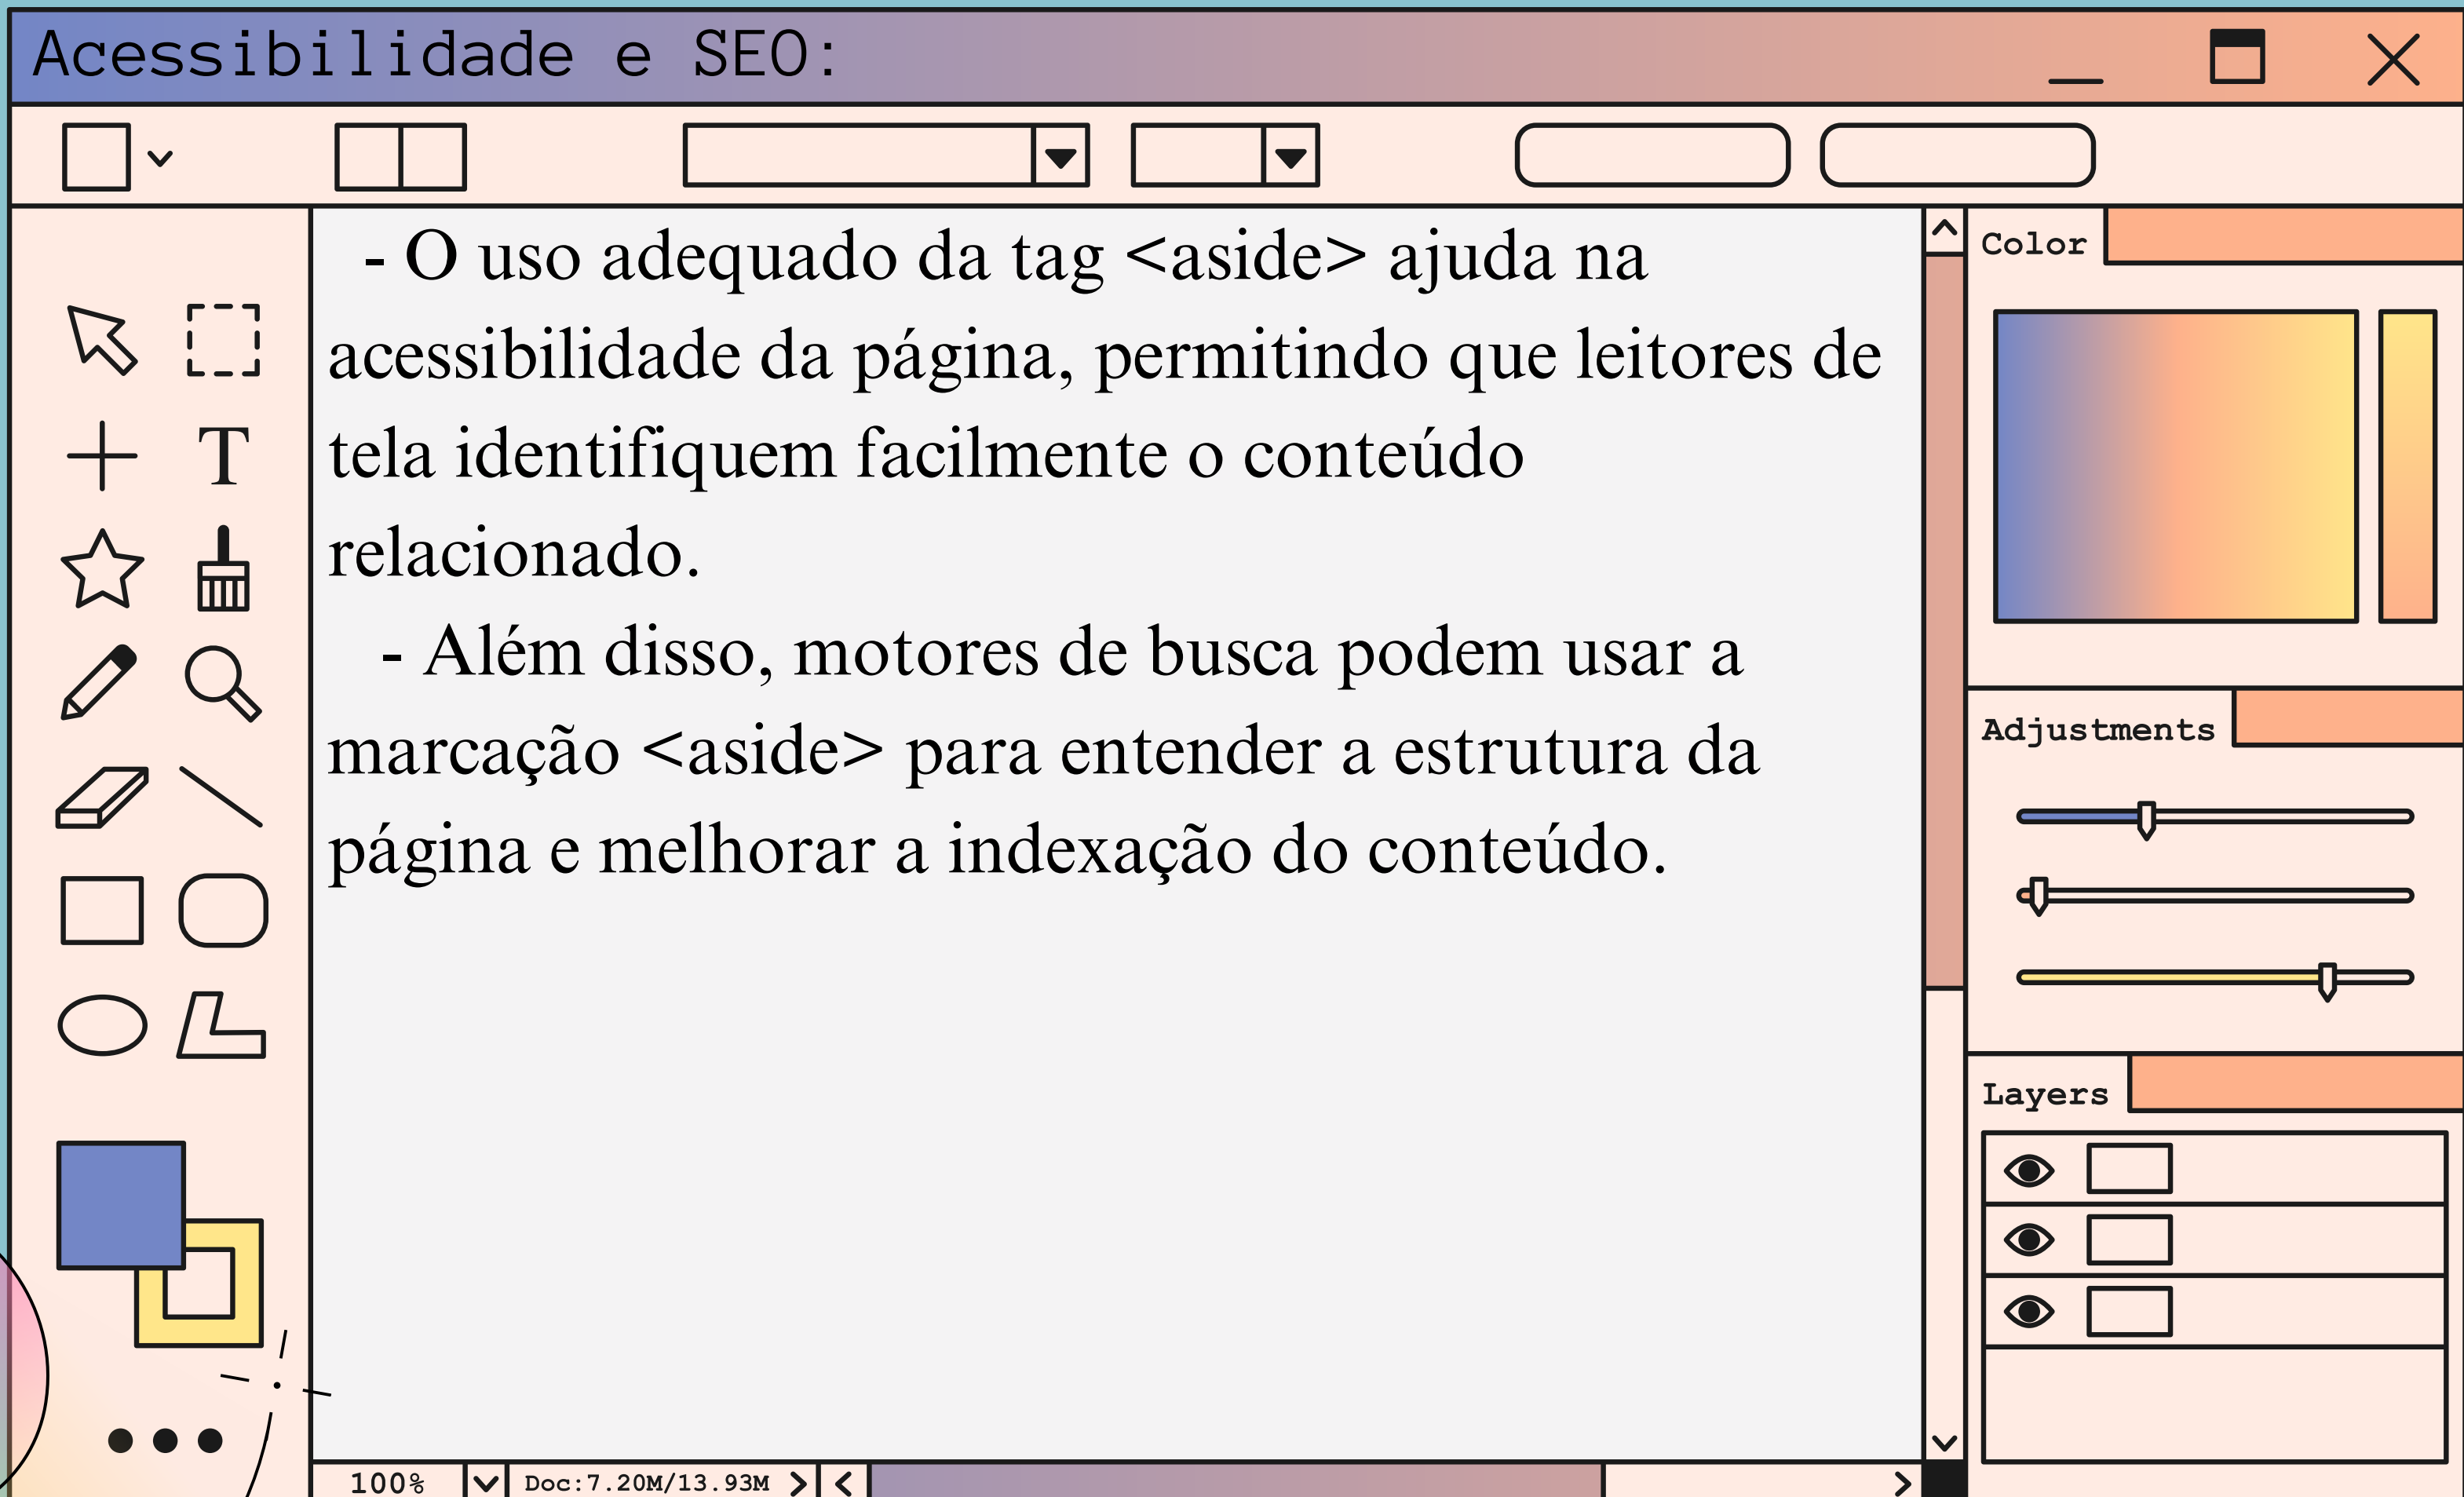 Acessibilidade e SEO:
- O uso adequado da tag <aside> ajuda na
acessibilidade da página, permitindo que leitores de
tela identifiquem facilmente o conteúdo
relacionado.
- Além disso, motores de busca podem usar a
marcação <aside> para entender a estrutura da
página e melhorar a indexação do conteúdo.
Color
T
Adjustments
Layers
100%
Doc:7.20M/13.93M